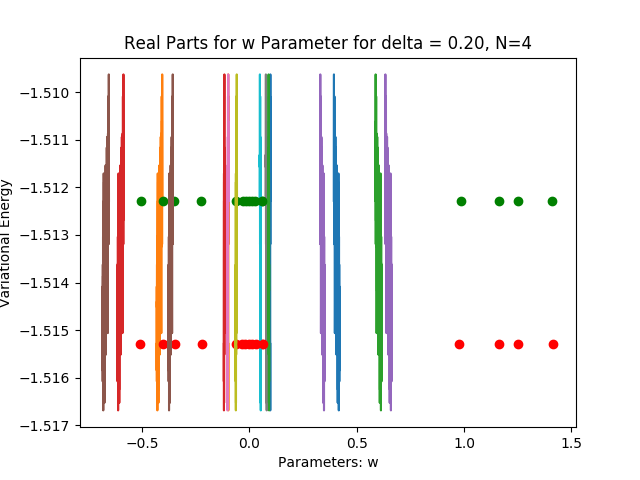 Real Parts for w Parameter for delta = 0.20, N=4
Variational Energy
−1.510
−1.511
−1.512
−1.513
−1.514
−1.515
−1.516
−1.517
−0.5 0.0 0.5 1.0 1.5
Parameters: w